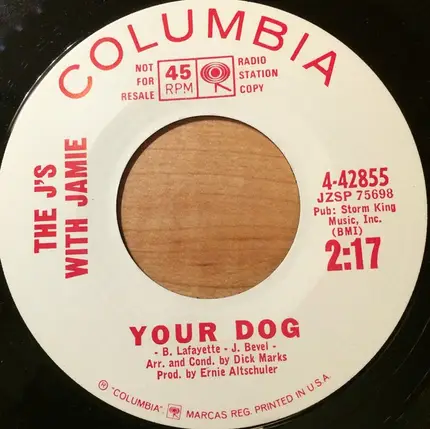 COLUMBIA
NOT
FOR
RESALE
45
RPM
RADIO
STATION
COPY
THE J'S
WITH JAMIE
4-42855
JZSP 75698
Pub: Storm King
Music, Inc.
(BMI)
2:17
YOUR DOG
- B. Lafayette - J. Bevel -
Arr. and Cond. by Dick Marks
Prod. by Ernie Altschuler
® "COLUMBIA", MARCAS REG. PRINTED IN U.S.A.